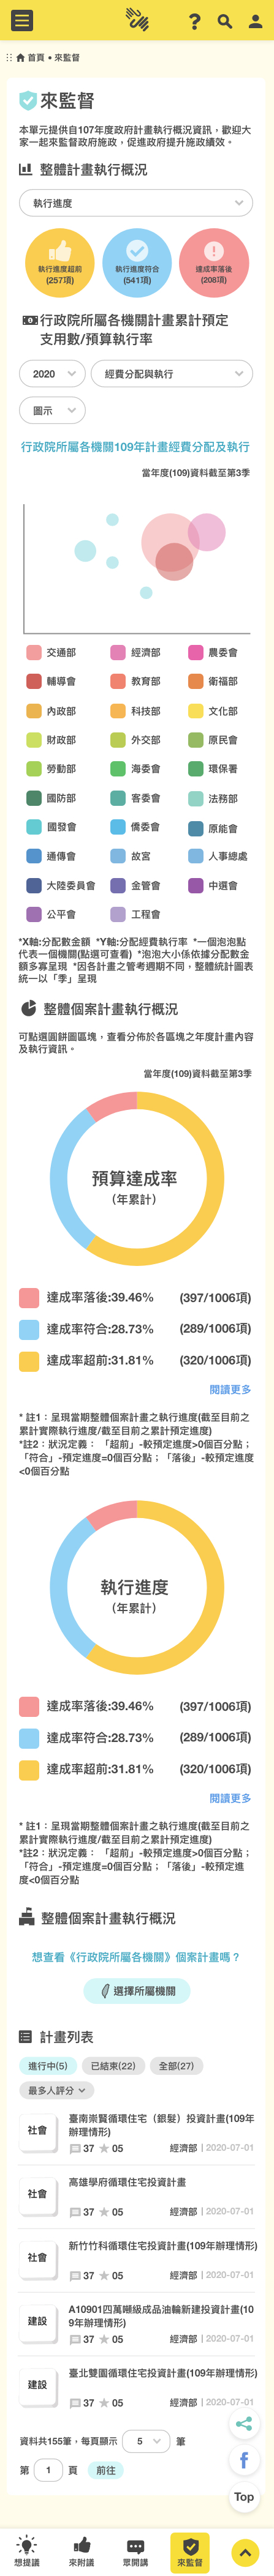 首頁 • 來監督
來監督
本單元提供自107年度政府計畫執行概況資訊，歡迎大
家一起來監督政府施政，促進政府提升施政績效。
整體計畫執行概況
執行進度
執行進度超前 執行進度符合 達成率落後
(257項) (541項) (208項)
行政院所屬各機關計畫累計預定
支用數/預算執行率
2020 經費分配與執行
圖示
行政院所屬各機關109年計畫經費分配及執行
當年度(109)資料截至第3季
交通部 經濟部 農委會
輔導會 教育部 衛福部
內政部 科技部 文化部
財政部 外交部 原民會
勞動部 海委會 環保署
國防部 客委會 法務部
國發會 僑委會 原能會
通傳會 故宮 人事總處
大陸委員會 金管會 中選會
公平會 工程會
*X軸:分配數金額 *Y軸:分配經費執行率 *一個泡泡點
代表一個機關(點選可查看) *泡泡大小係依據分配數金
額多寡呈現 *因各計畫之管考週期不同，整體統計圖表
統一以「季」呈現
整體個案計畫執行概況
可點選圓餅圖區塊，查看分佈於各區塊之年度計畫內容
及執行資訊。
當年度(109)資料截至第3季
預算達成率
（年累計）
達成率落後:39.46% (397/1006項)
達成率符合:28.73% (289/1006項)
達成率超前:31.81% (320/1006項)
閱讀更多
* 註1：呈現當期整體個案計畫之執行進度(截至目前之
累計實際執行進度/截至目前之累計預定進度)
*註2：狀況定義：「超前」-較預定進度>0個百分點；
「符合」-預定進度=0個百分點；「落後」-較預定進度
<0個百分點
執行進度
（年累計）
達成率落後:39.46% (397/1006項)
達成率符合:28.73% (289/1006項)
達成率超前:31.81% (320/1006項)
閱讀更多
* 註1：呈現當期整體個案計畫之執行進度(截至目前之
累計實際執行進度/截至目前之累計預定進度)
*註2：狀況定義：「超前」-較預定進度>0個百分點；
「符合」-預定進度=0個百分點；「落後」-較預定進
度<0個百分點
整體個案計畫執行概況
想查看《行政院所屬各機關》個案計畫嗎？
選擇所屬機關
計畫列表
進行中(5) 已結束(22) 全部(27)
最多人評分
社會
臺南崇賢循環住宅（銀髮）投資計畫(109年
辦理情形)
37 05 經濟部 | 2020-07-01
社會
高雄學府循環住宅投資計畫
37 05 經濟部 | 2020-07-01
社會
新竹竹科循環住宅投資計畫(109年辦理情形)
37 05 經濟部 | 2020-07-01
建設
A10901四萬噸級成品油輪新建投資計畫(10
9年辦理情形)
37 05 經濟部 | 2020-07-01
建設
臺北雙園循環住宅投資計畫(109年辦理情形)
37 05 經濟部 | 2020-07-01
資料共155筆，每頁顯示 5 筆
第 1 頁 前往
Top
想提議 來附議 眾開講 來監督